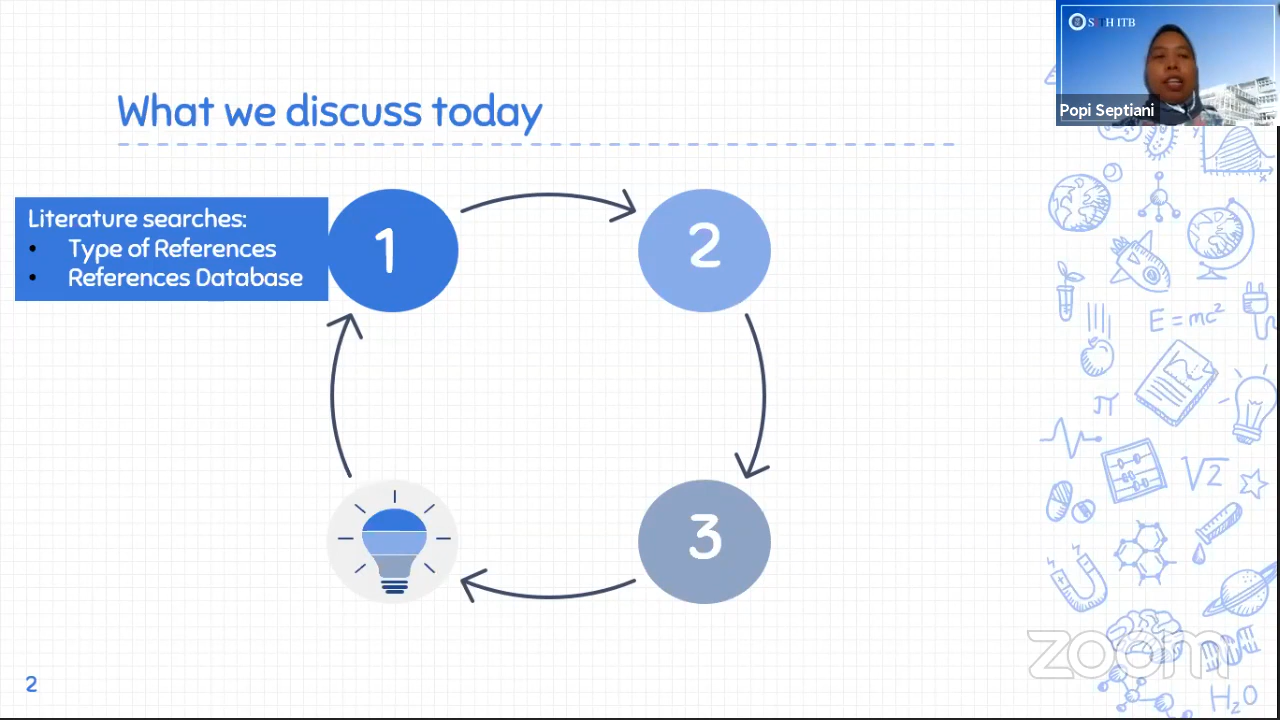 SITH ITB
Popi Septiani
What we discuss today
Literature searches:
• Type of References
• References Database
1
2
3
E = mc²
π
√2
zoom
H₂O
2